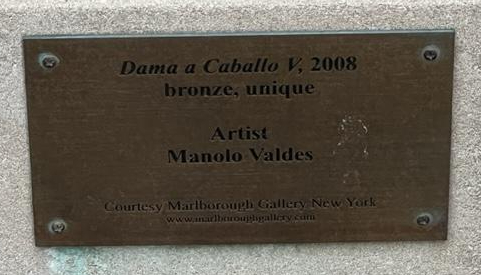 Dama a Caballo V, 2008
bronze, unique
Artist
Manolo Valdes
Courtesy Marlborough Gallery New York
www.marlboroughgallery.com